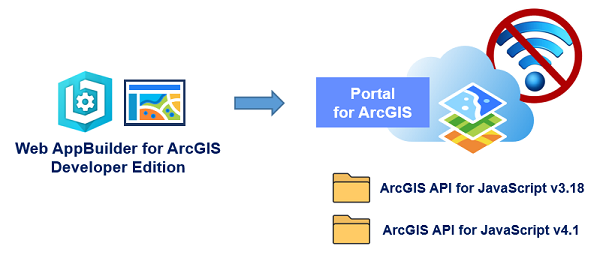 Web AppBuilder for ArcGIS
Developer Edition
Portal
for ArcGIS
ArcGIS API for JavaScript v3.18
ArcGIS API for JavaScript v4.1